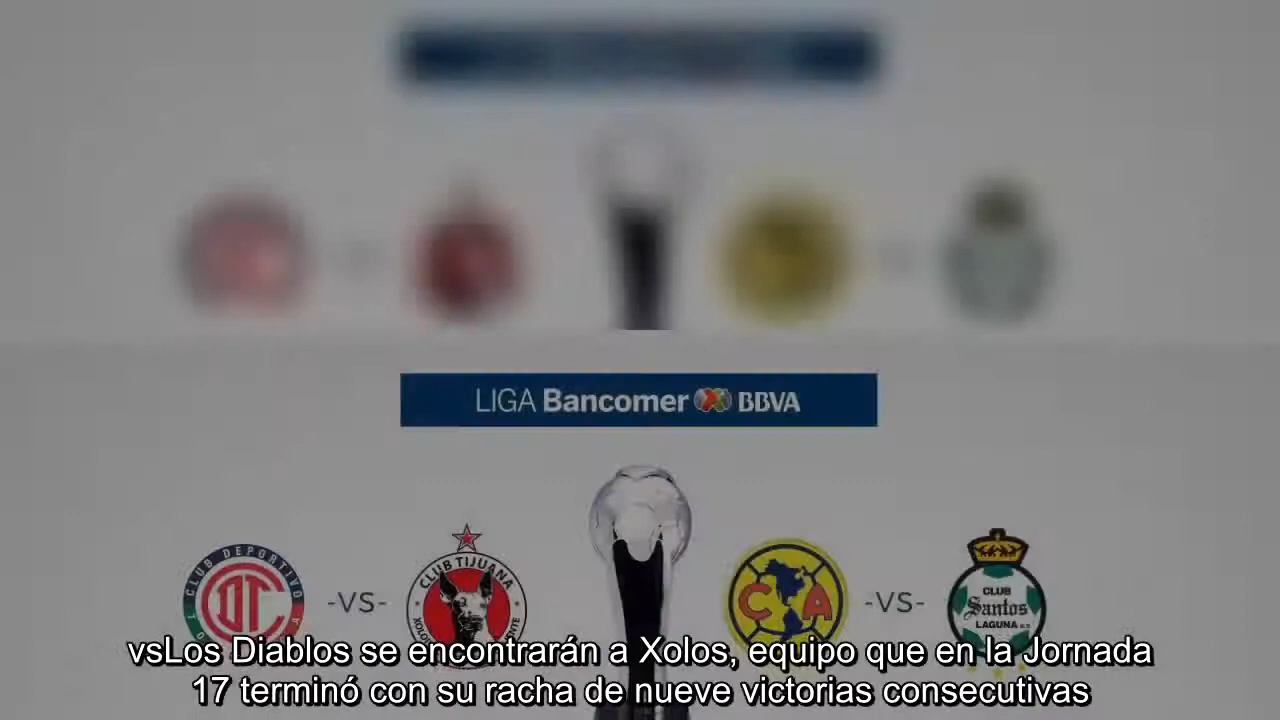 LIGA Bancomer BBVA
CLUB DEPORTIVO
-VS-
CLUB TIJUANA
C A
-VS-
CLUB
Santos
LAGUNA
vsLos Diablos se encontrarán a Xolos, equipo que en la Jornada
17 terminó con su racha de nueve victorias consecutivas